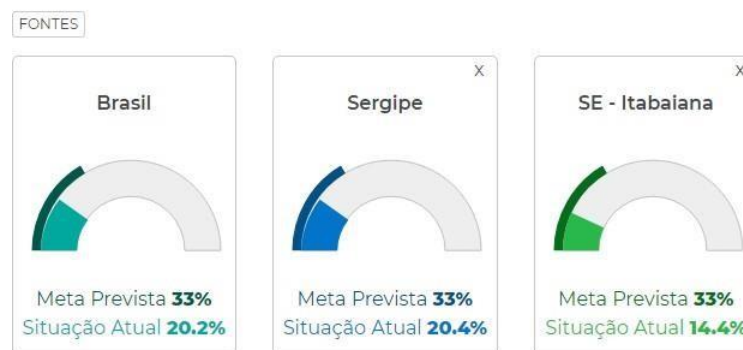 FONTES
X
X
Brasil
Sergipe
SE - Itabaiana
Meta Prevista 33%
Situação Atual 20.2%
Meta Prevista 33%
Situação Atual 20.4%
Meta Prevista 33%
Situação Atual 14.4%